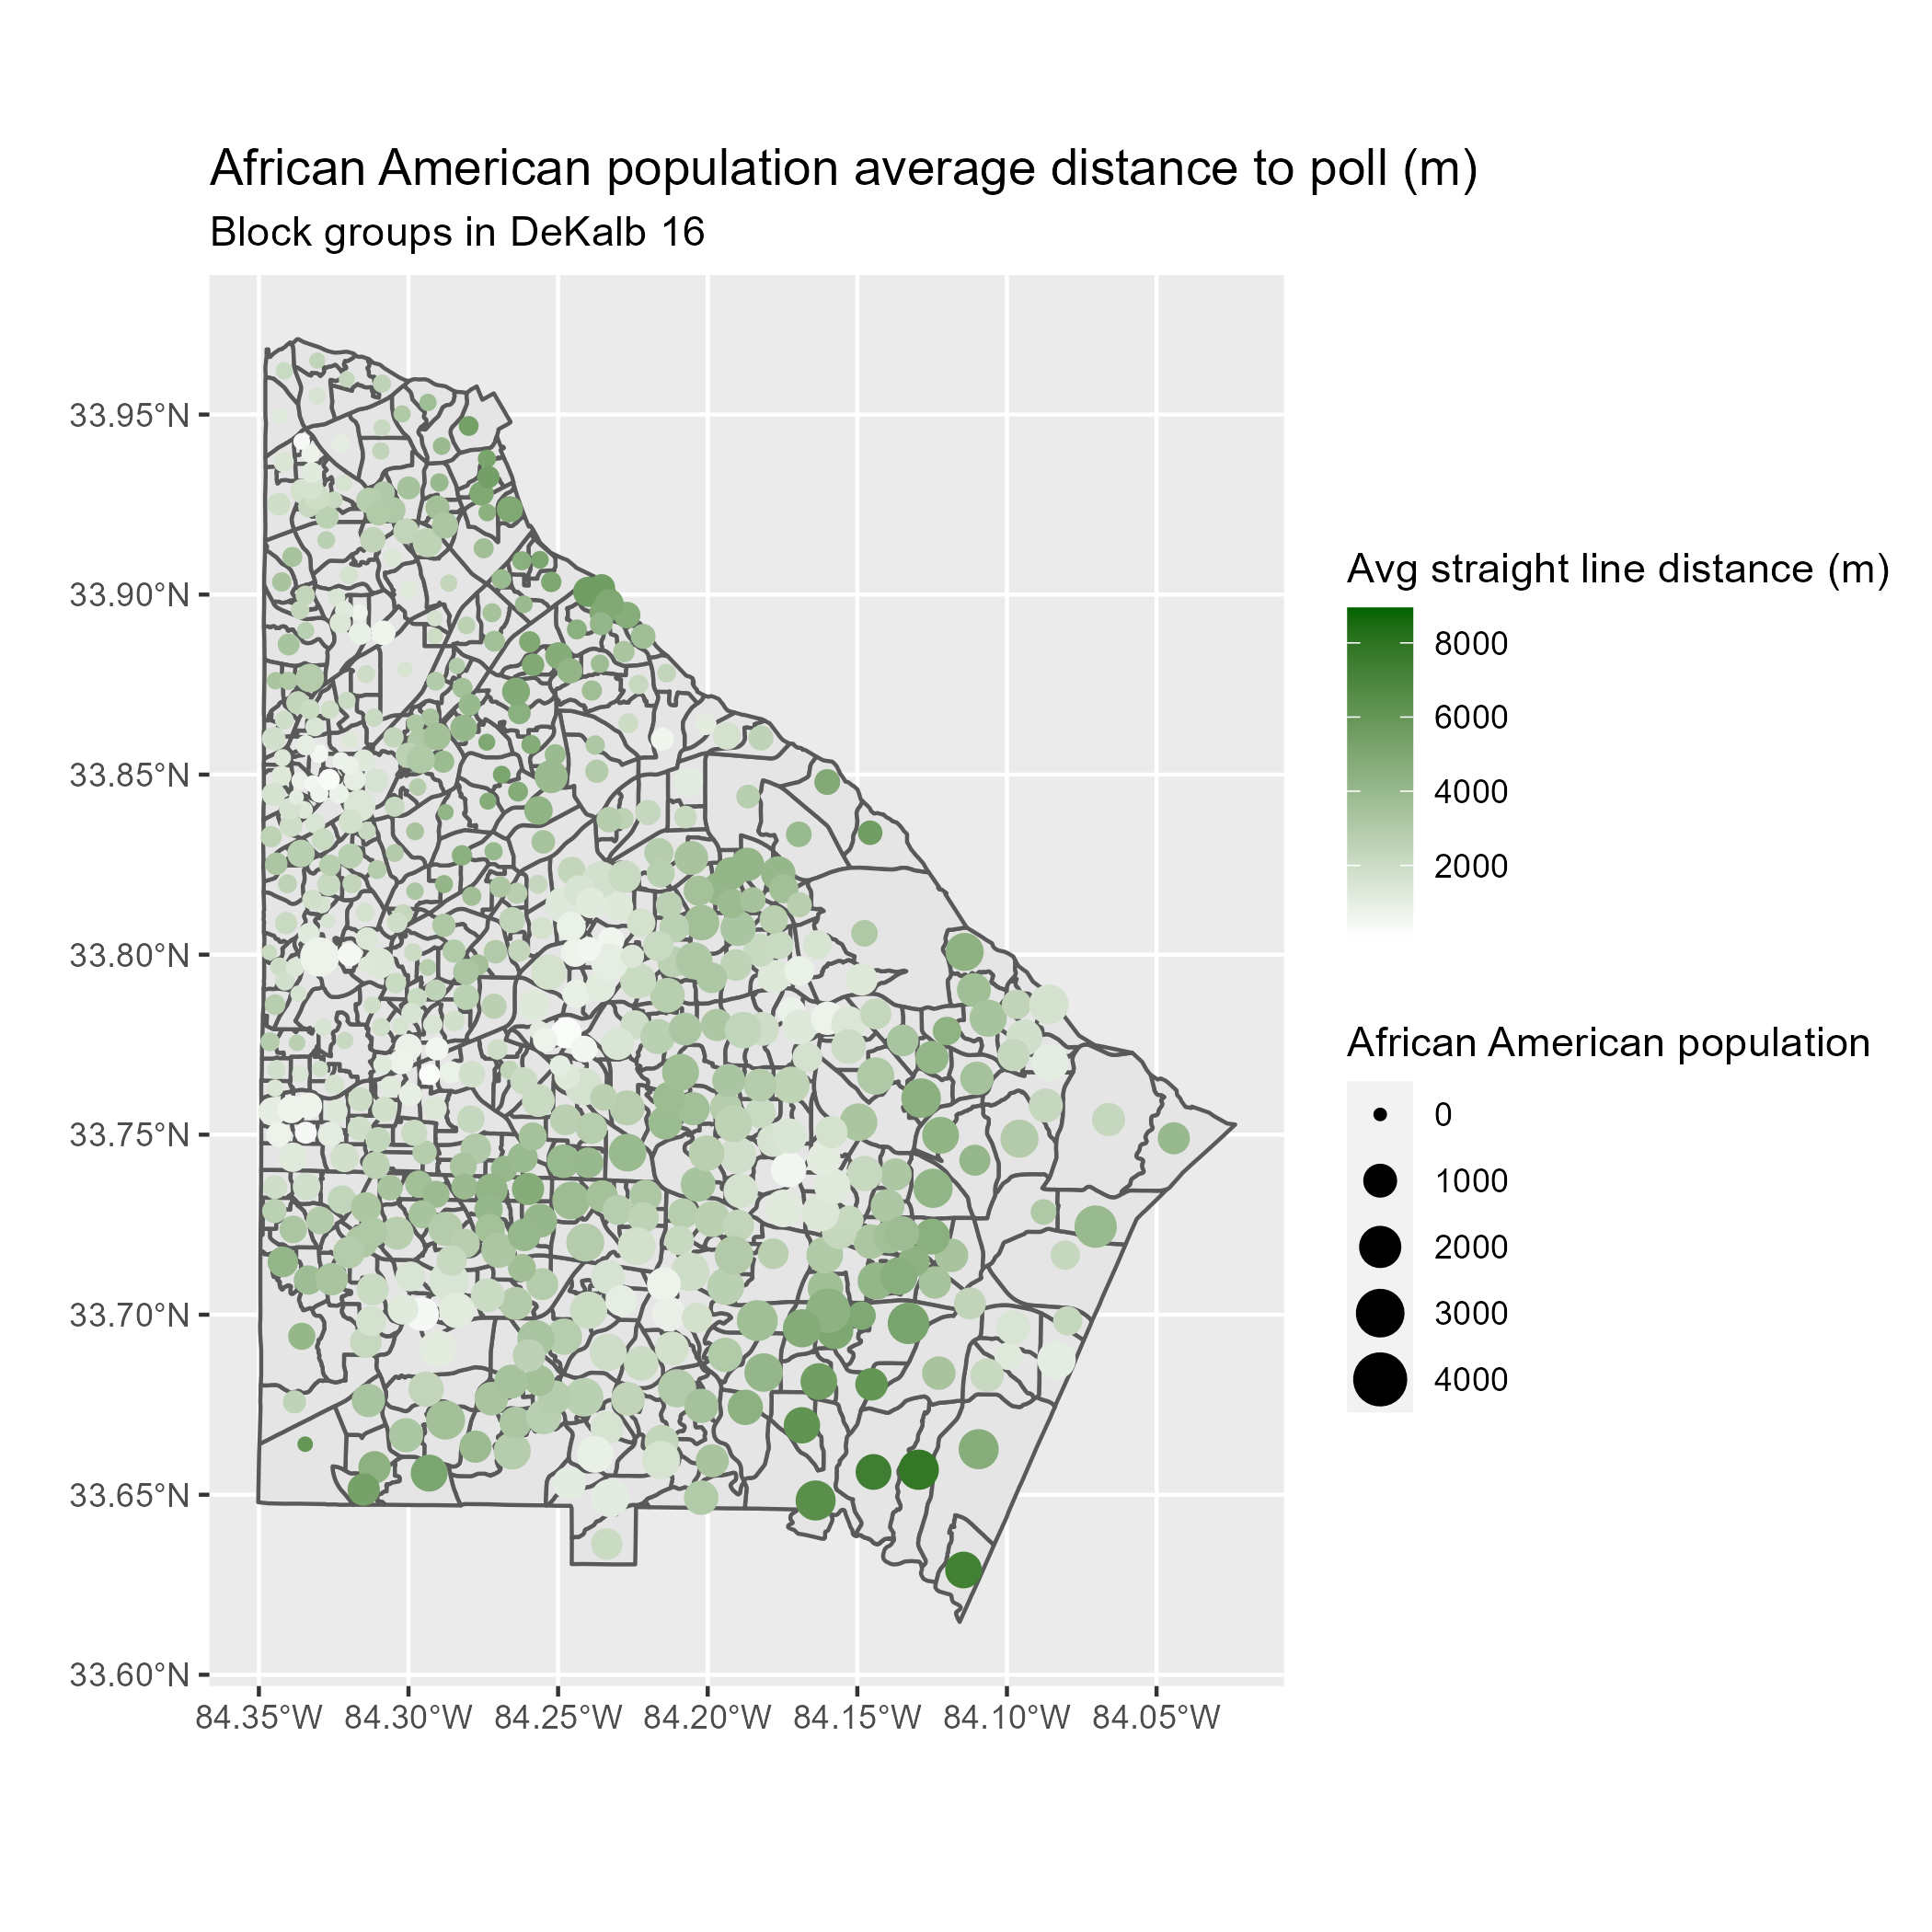 African American population average distance to poll (m)
Block groups in DeKalb 16
33.95°N
33.90°N
33.85°N
33.80°N
33.75°N
33.70°N
33.65°N
33.60°N
84.35°W 84.30°W 84.25°W 84.20°W 84.15°W 84.10°W 84.05°W
Avg straight line distance (m)
8000
6000
4000
2000
African American population
0
1000
2000
3000
4000